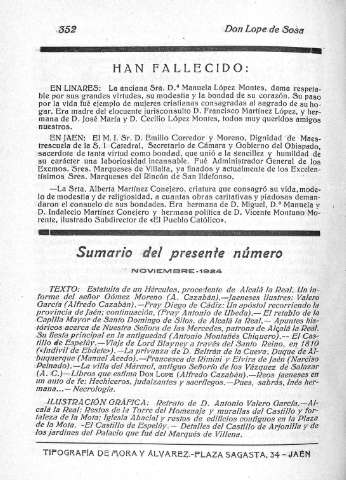 352
Don Lope de Sosa
HAN FALLECIDO:
EN LINARES: La anciana Sra. D.ª Manuela López Montes, dama respeta-
ble por sus grandes virtudes, su modestia y la bondad de su corazón. Su paso
por la vida fué ejemplo de mujeres cristianas consagradas al sagrado de su ho-
gar. Era madre del elocuente jurisconsulto D. Francisco Martínez López, y her-
mana de D. José María y D. Cecilio López Montes, todos muy queridos amigos
nuestros.
EN JAEN: El M. I. Sr. D. Emilio Corredor y Moreno, Dignidad de Maes-
trescuela de la S. I Catedral, Secretario de Cámara y Gobierno del Obispado,
sacerdote de tanta virtud como bondad, que unió a la sencillez y humildad de
su carácter una laboriosidad incansable. Fué Administrador General de los
Excmos. Sres. Marqueses de Villalta, ya finados y actualmente de los Excelen-
tísimos Sres. Marqueses del Rincón de San Ildefonso.
—La Srta. Alberta Martínez Conejero, criatura que consagró su vida, mode-
lo de modestia y de religiosidad, a cuantas obras caritativas y piadosas deman-
daron el consuelo de sus bondades. Era hermana de D. Miguel, D.ª Manuela y
D. Indalecio Martínez Conejero y hermana política de D. Vicente Montuno Mo-
rente, ilustrado Subdirector de «El Pueblo Católico».
Sumario del presente número
NOVIEMBRE-1924
TEXTO: Estatuita de un Hércules, procedente de Alcalá la Real. Un in-
forme del señor Gómez Moreno (A. Cazabán).—Jaeneses ilustres: Valero
García (Alfredo Cazabán).—Fray Diego de Cádiz: Un apóstol recorriendo la
provincia de Jaén; continuación, (Fray Antonio de Ubeda).—El retablo de la
Capilla Mayor de Santo Domingo de Silos, de Alcalá la Real.— Apuntes his-
tóricos acerca de Nuestra Señora de las Mercedes, patrona de Alcalá la Real.
Su fiesta principal en la antigüedad (Antonio Montañés Chiquero).— El Cas-
tillo de Espelúy.—Viaje de Lord Blayney a través del Santo Reino, en 1810
(«Indivil de Ebdete»).—La privanza de D. Beltrán de la Cueva, Duque de Al-
burquerque (Manuel Acedo).—Francesca de Rimini y Elvira de Jaén (Narciso
Peinado).—La villa del Mármol, antiguo Señorío de los Vázquez de Salazar
(A. C.)— Libros que estima Don Lope (Alfredo Cazabán).—Reos jaeneses en
un auto de fe: Hechiceros, judaizantes y sacrílegos.—Pues, sabrás, Inés her-
mana...— Necrología.
ILUSTRACIÓN GRÁFICA: Retrato de D. Antonio Valero García.—Al-
calá la Real: Restos de la Torre del Homenaje y murallas del Castillo y for-
taleza de la Mota; Iglesia Abacial y restos de edificios contiguos en la Plaza
de la Mota. -El Castillo de Espelúy.— Detalles del Castillo de Arjonilla y de
los jardines del Palacio que fué del Marqués de Villena.
TIPOGRAFÍA DE MORA Y ALVAREZ.-PLAZA SAGASTA, 34 - JAÉN